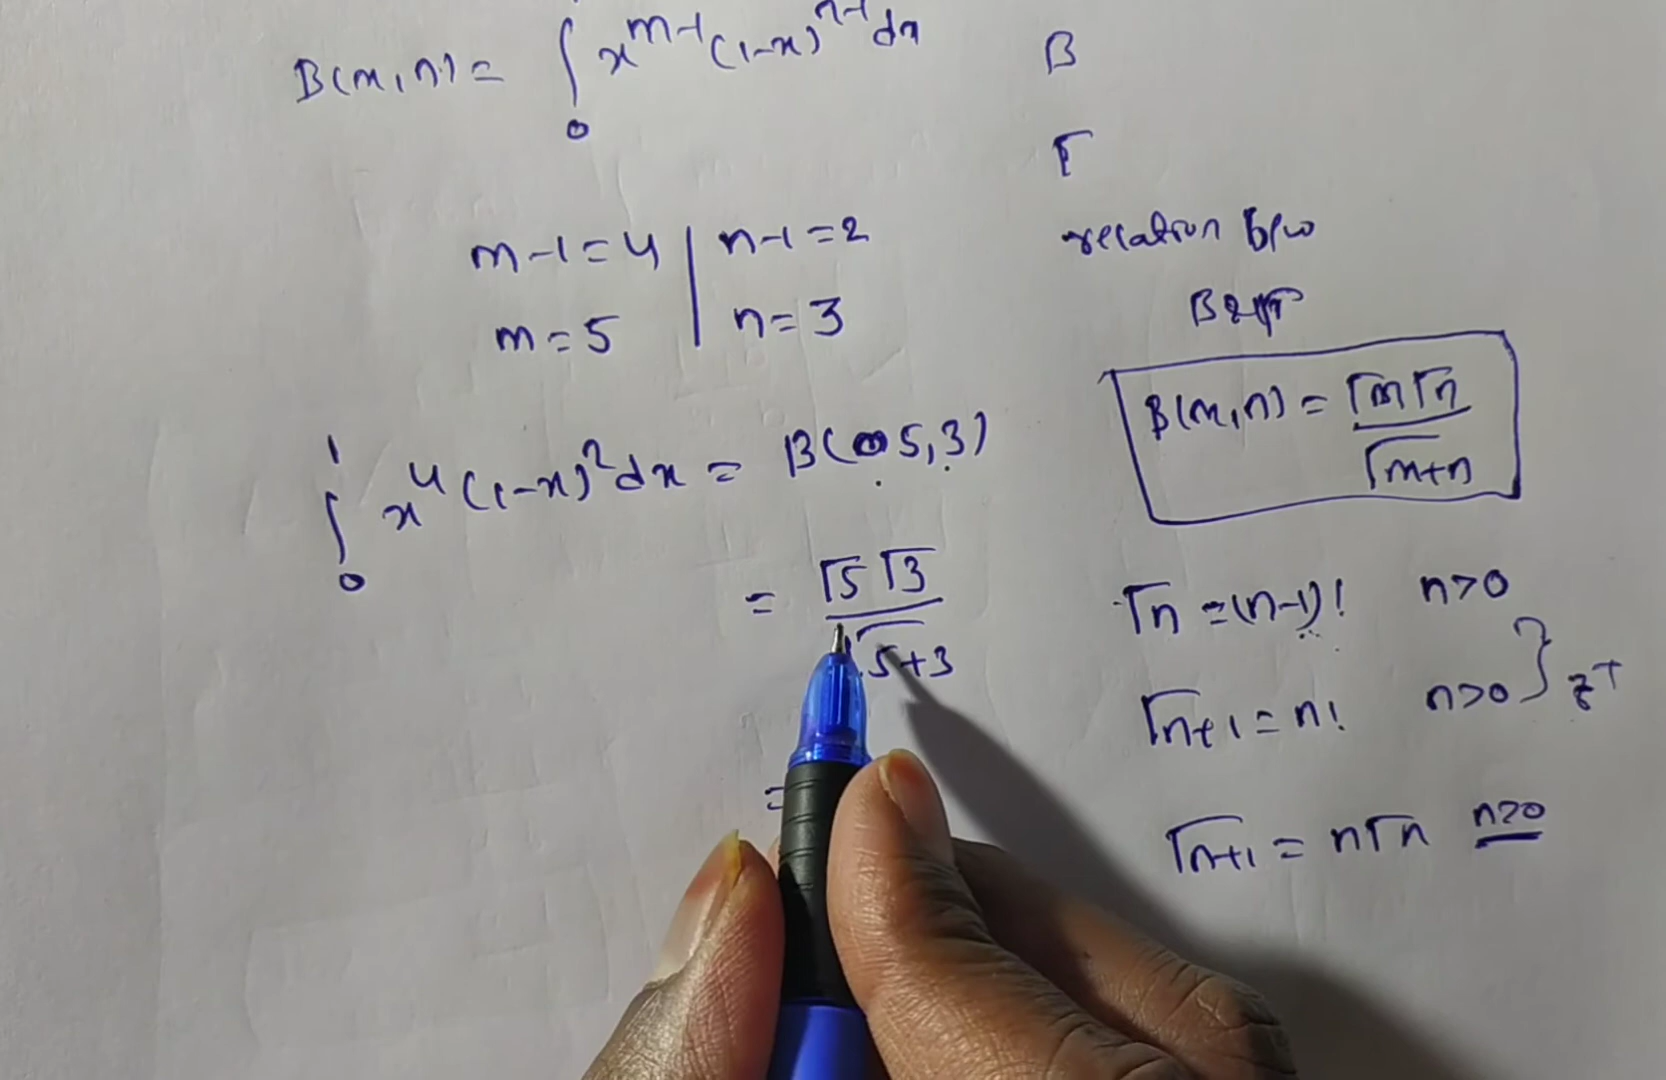 B(m,n) = ∫₀ x^{m-1} (1-x)^{n-1} dx
m-1=4 | n-1=2
m=5 | n=3
∫₀¹ x⁴ (1-x)² dx = B(5,3)
= Γ5 Γ3 / Γ5+3
=
B
Γ
relation b/w
B & Γ
B(m,n) = Γm Γn / Γm+n
Γn = (n-1)! n>0
Γn+1 = n! n>0 } z⁺
Γn+1 = nΓn n>0